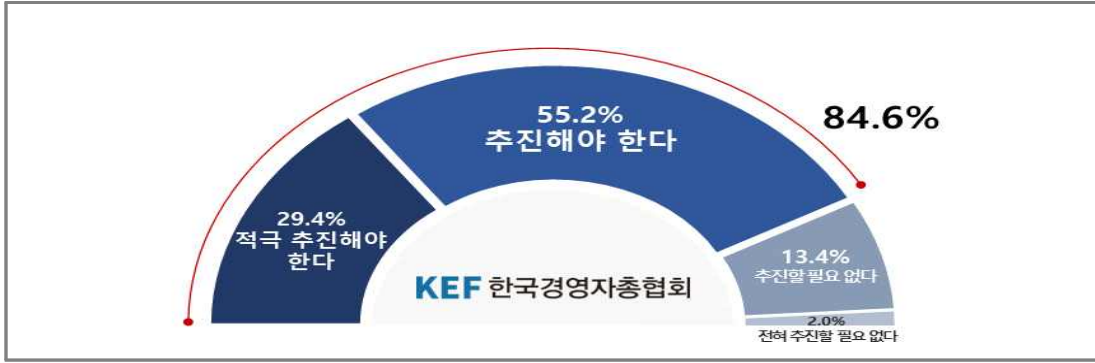 84.6%
55.2%
추진해야 한다
29.4%
적극 추진해야
한다
13.4%
추진할 필요 없다
2.0%
전혀 추진할 필요 없다
KEF 한국경영자총협회